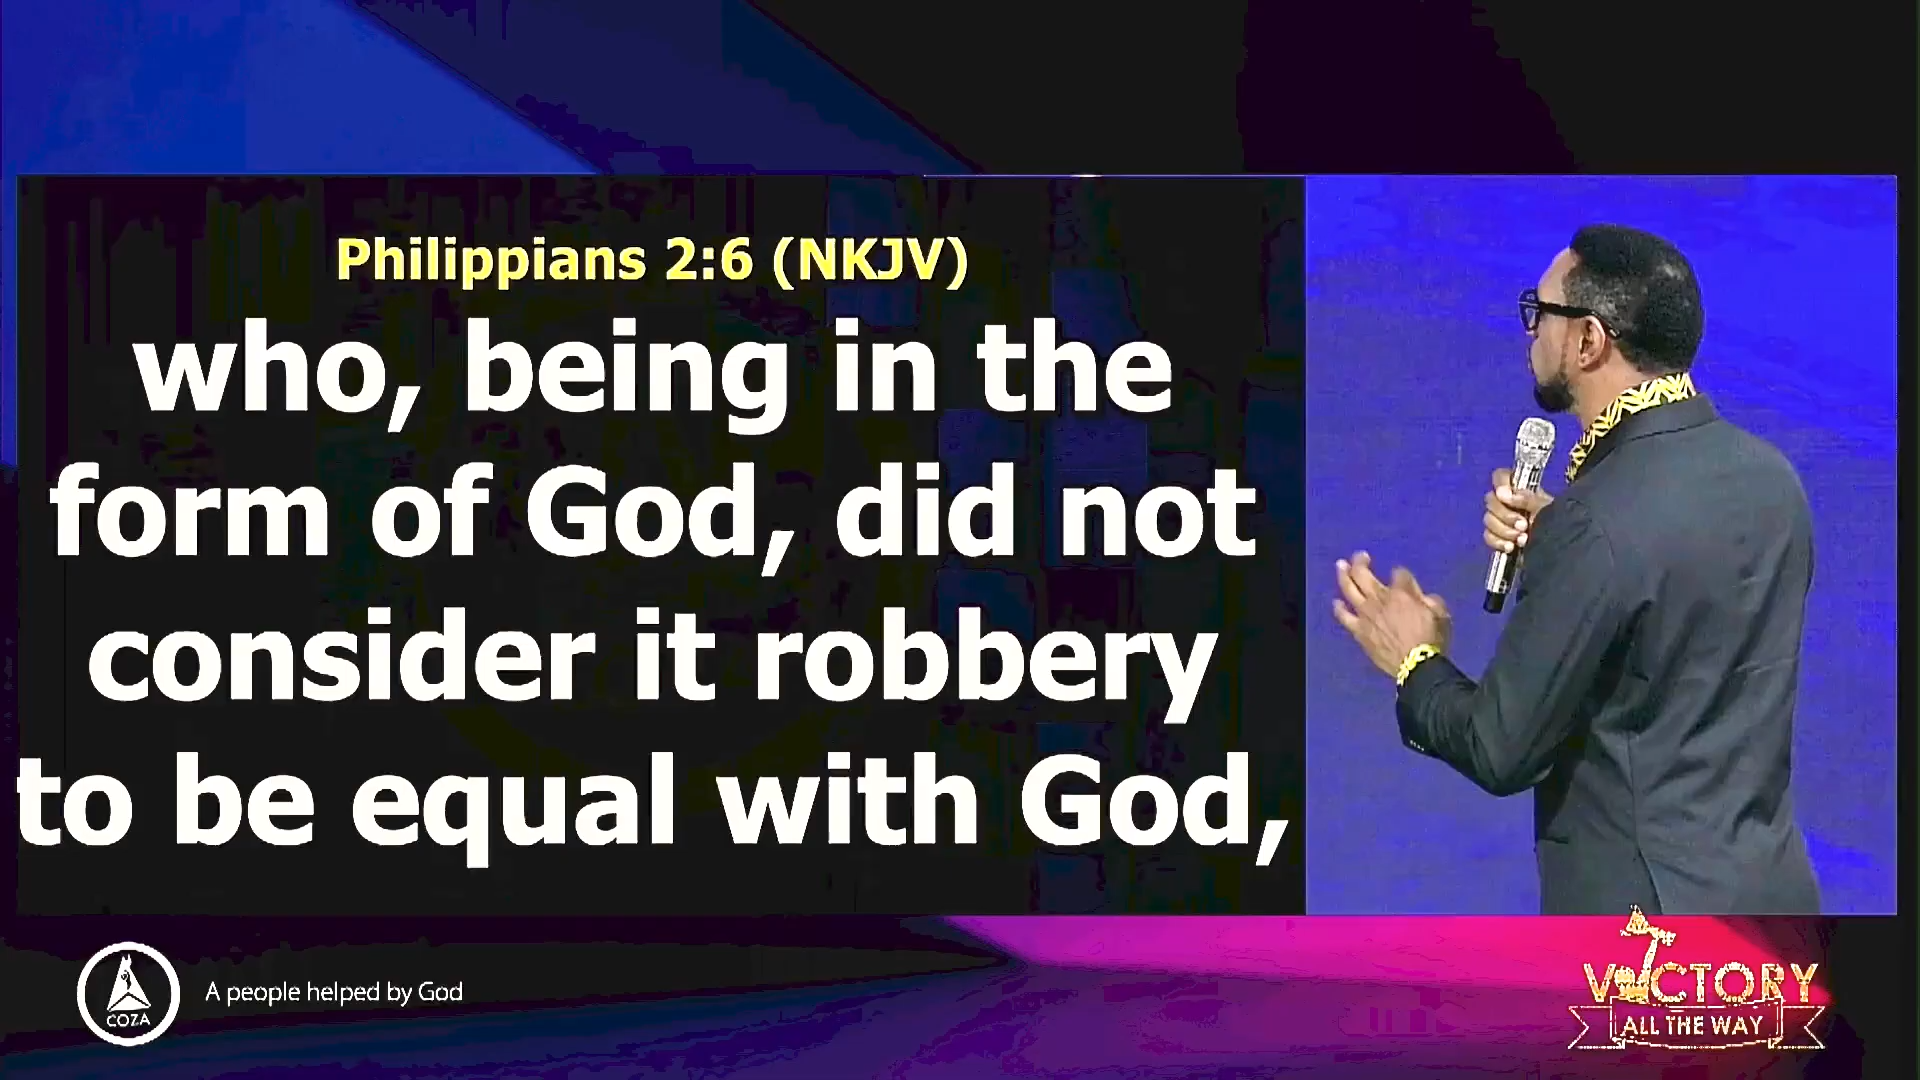 Philippians 2:6 (NKJV)
who, being in the
form of God, did not
consider it robbery
to be equal with God,
COZA
A people helped by God
VICTORY
ALL THE WAY